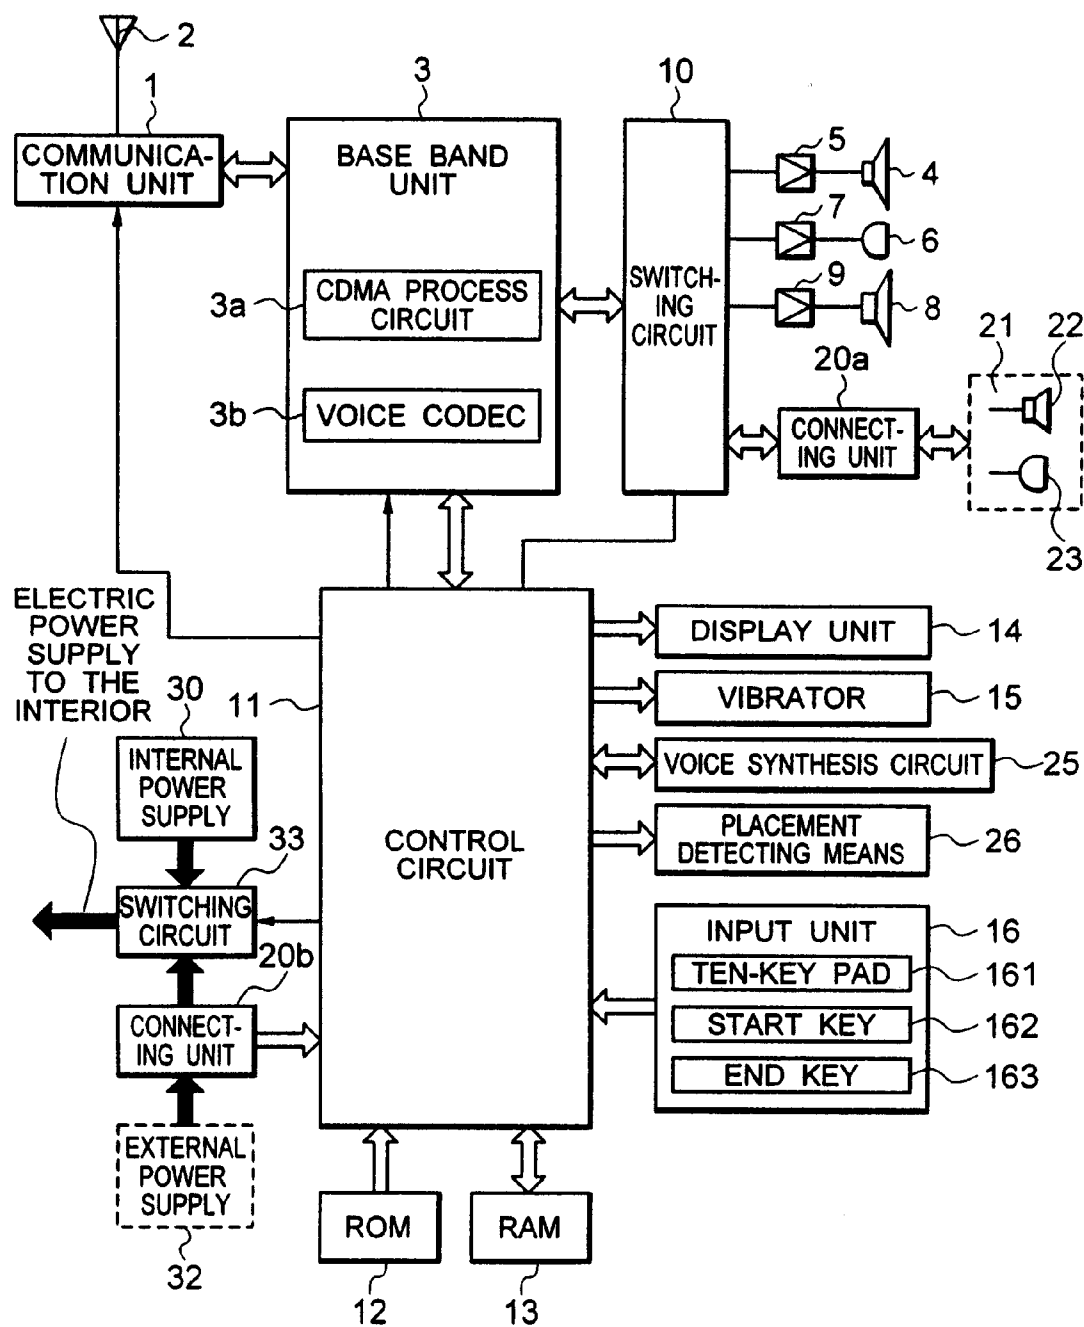 2
1
COMMUNICA-
TION UNIT
3
BASE BAND
UNIT
3a
CDMA PROCESS
CIRCUIT
3b
VOICE CODEC
10
SWITCH-
ING
CIRCUIT
5
4
7
6
9
8
20a
CONNECT-
ING UNIT
21
22
23
ELECTRIC
POWER
SUPPLY
TO THE
INTERIOR
11
CONTROL
CIRCUIT
DISPLAY UNIT
14
VIBRATOR
15
VOICE SYNTHESIS CIRCUIT
25
PLACEMENT
DETECTING MEANS
26
INPUT UNIT
16
TEN-KEY PAD
161
START KEY
162
END KEY
163
30
INTERNAL
POWER
SUPPLY
33
SWITCHING
CIRCUIT
20b
CONNECT-
ING UNIT
EXTERNAL
POWER
SUPPLY
32
ROM
12
RAM
13